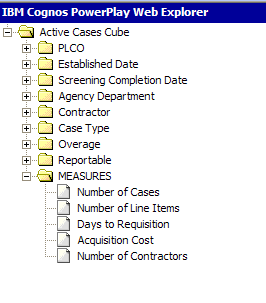 IBM Cognos PowerPlay Web Explorer
Active Cases Cube
PLCO
Established Date
Screening Completion Date
Agency Department
Contractor
Case Type
Overage
Reportable
MEASURES
Number of Cases
Number of Line Items
Days to Requisition
Acquisition Cost
Number of Contractors